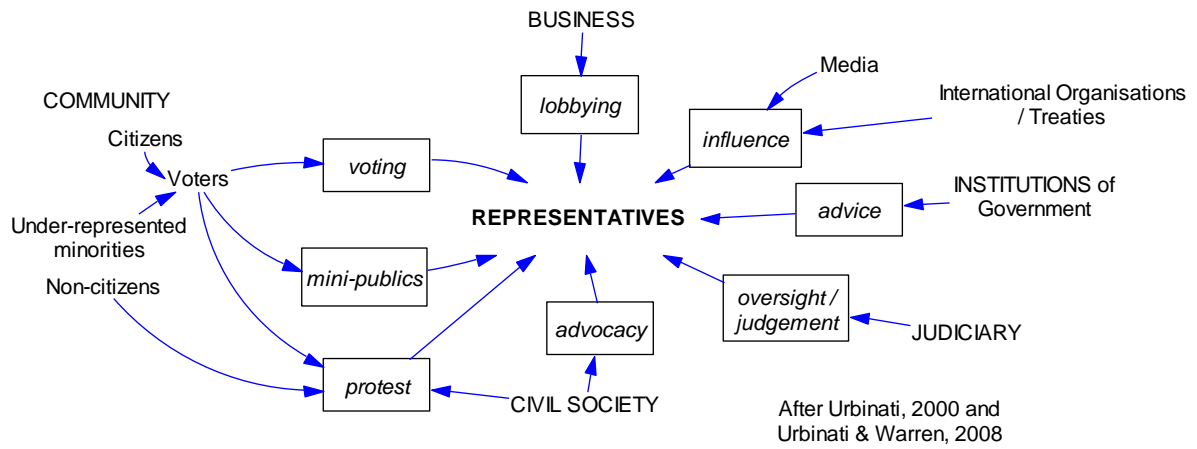 BUSINESS
lobbying
Media
influence
International Organisations
/ Treaties
COMMUNITY
Citizens
Voters
voting
Under-represented
minorities
Non-citizens
mini-publics
REPRESENTATIVES
advice
INSTITUTIONS of
Government
oversight /
judgement
JUDICIARY
advocacy
protest
CIVIL SOCIETY
After Urbinati, 2000 and
Urbinati & Warren, 2008